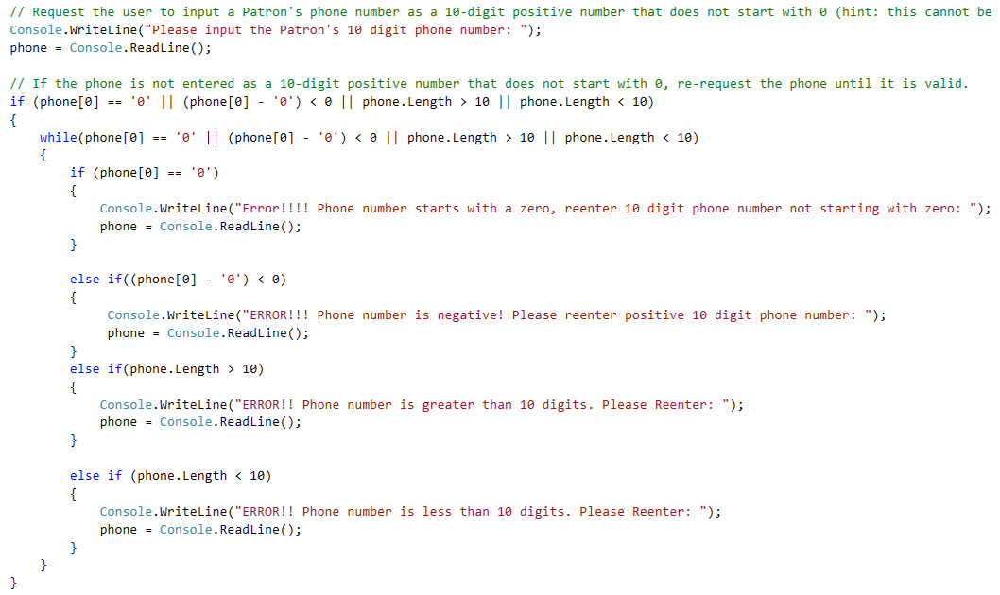 // Request the user to input a Patron's phone number as a 10-digit positive number that does not start with 0 (hint: this cannot be
Console.WriteLine("Please input the Patron's 10 digit phone number: ");
phone = Console.ReadLine();
// If the phone is not entered as a 10-digit positive number that does not start with 0, re-request the phone until it is valid.
if (phone[0] == '0' || (phone[0] - '0') < 0 || phone.Length > 10 || phone.Length < 10)
{
while(phone[0] == '0' || (phone[0] - '0') < 0 || phone.Length > 10 || phone.Length < 10)
{
if (phone[0] == '0')
{
Console.WriteLine("Error!!!! Phone number starts with a zero, reenter 10 digit phone number not starting with zero: ");
phone = Console.ReadLine();
}
else if((phone[0] - '0') < 0)
{
Console.WriteLine("ERROR!!! Phone number is negative! Please reenter positive 10 digit phone number: ");
phone = Console.ReadLine();
}
else if(phone.Length > 10)
{
Console.WriteLine("ERROR!! Phone number is greater than 10 digits. Please Reenter: ");
phone = Console.ReadLine();
}
else if (phone.Length < 10)
{
Console.WriteLine("ERROR!! Phone number is less than 10 digits. Please Reenter: ");
phone = Console.ReadLine();
}
}
}